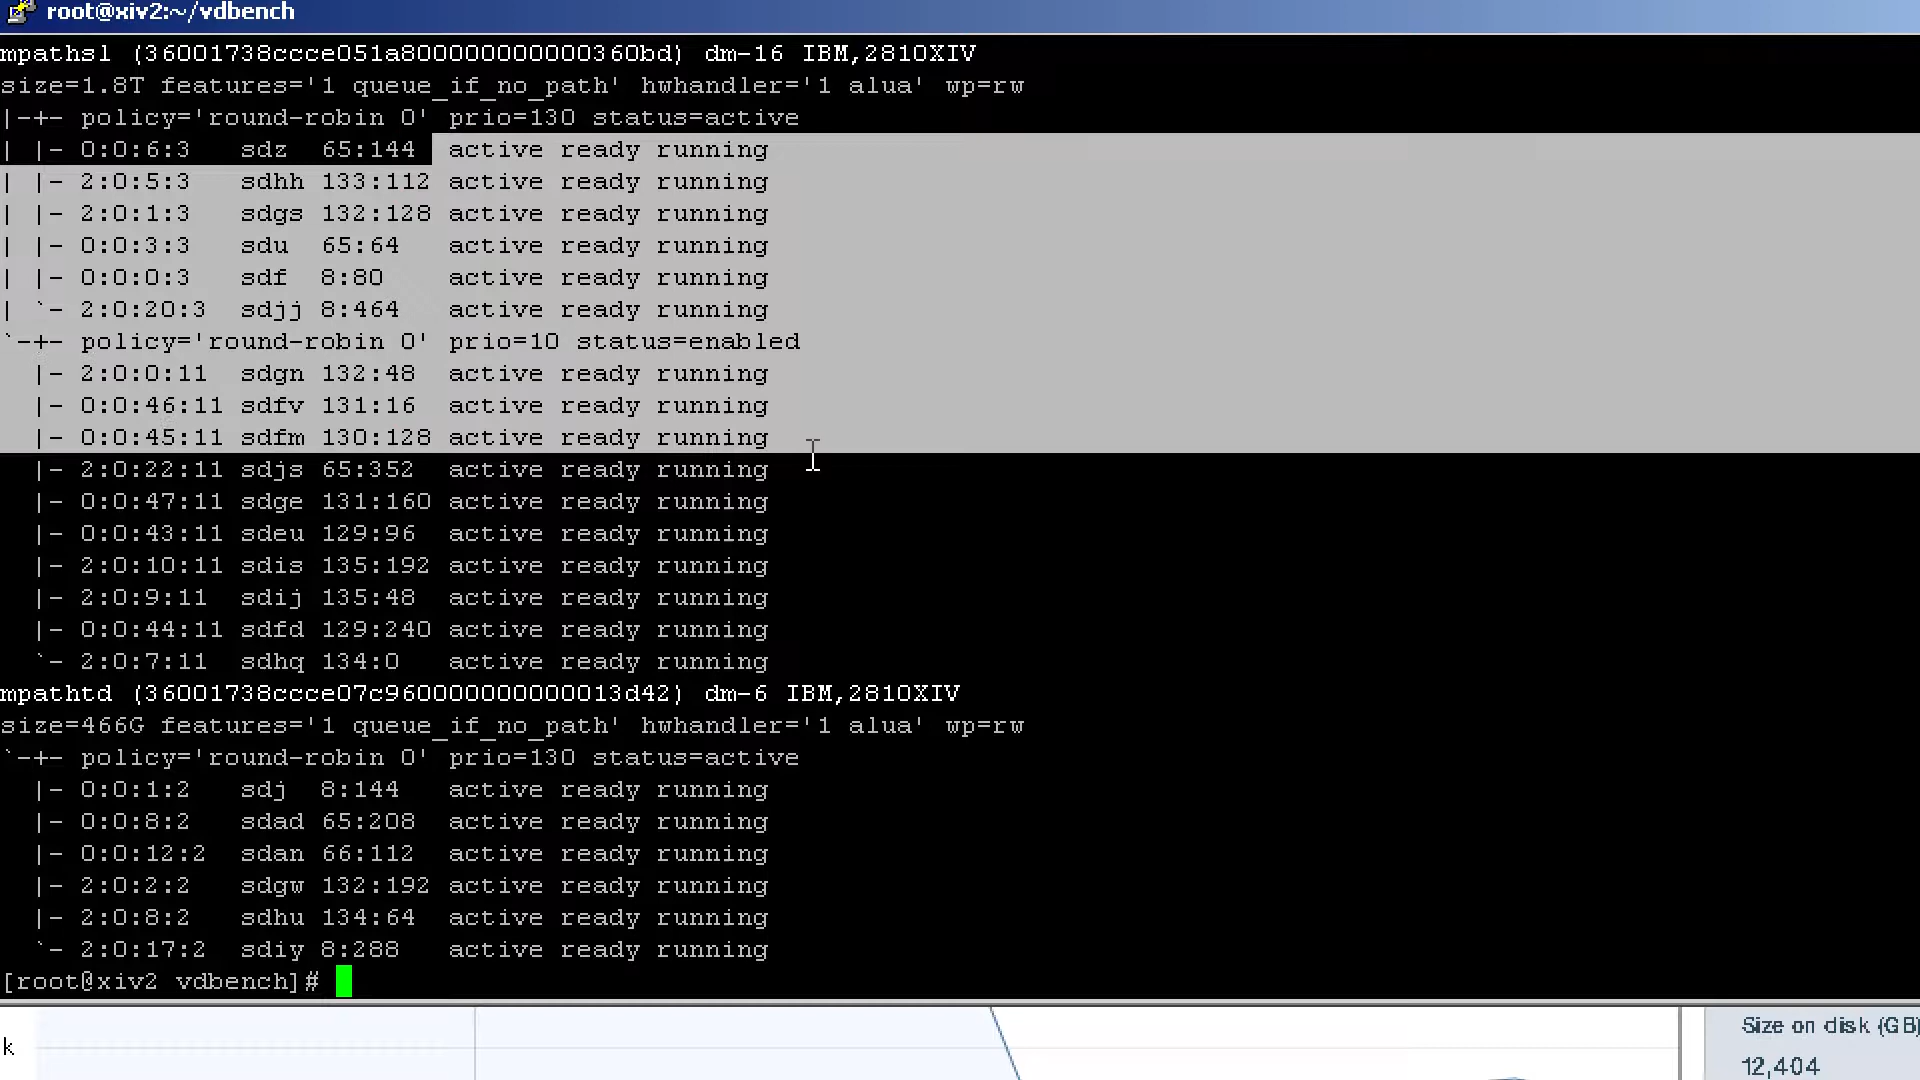 root@xiv2:~/vdbench
mpathsl (36001738ccce051a800000000000360bd) dm-16 IBM,2810XIV
size=1.8T features='1 queue_if_no_path' hwhandler='1 alua' wp=rw
|-+- policy='round-robin 0' prio=130 status=active
| |- 0:0:6:3   sdz  65:144  active ready running
| |- 2:0:5:3   sdhh 133:112 active ready running
| |- 2:0:1:3   sdgs 132:128 active ready running
| |- 0:0:3:3   sdu  65:64   active ready running
| |- 0:0:0:3   sdf  8:80    active ready running
| `- 2:0:20:3  sdjj 8:464   active ready running
`-+- policy='round-robin 0' prio=10 status=enabled
  |- 2:0:0:11  sdgn 132:48  active ready running
  |- 0:0:46:11 sdfv 131:16  active ready running
  |- 0:0:45:11 sdfm 130:128 active ready running
  |- 2:0:22:11 sdjs 65:352  active ready running
  |- 0:0:47:11 sdge 131:160 active ready running
  |- 0:0:43:11 sdeu 129:96  active ready running
  |- 2:0:10:11 sdis 135:192 active ready running
  |- 2:0:9:11  sdij 135:48  active ready running
  |- 0:0:44:11 sdfd 129:240 active ready running
  `- 2:0:7:11  sdhq 134:0   active ready running
mpathtd (36001738ccce07c960000000000013d42) dm-6 IBM,2810XIV
size=466G features='1 queue_if_no_path' hwhandler='1 alua' wp=rw
`-+- policy='round-robin 0' prio=130 status=active
  |- 0:0:1:2   sdj  8:144   active ready running
  |- 0:0:8:2   sdad 65:208  active ready running
  |- 0:0:12:2  sdan 66:112  active ready running
  |- 2:0:2:2   sdgw 132:192 active ready running
  |- 2:0:8:2   sdhu 134:64  active ready running
  `- 2:0:17:2  sdiy 8:288   active ready running
[root@xiv2 vdbench]#
Size on disk (GB)
k
12,404